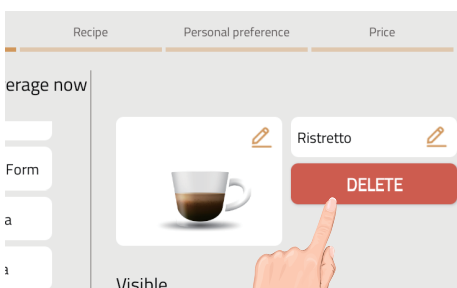 Recipe
Personal preference
Price
erage now
Form
a
a
Ristretto
DELETE
Visible